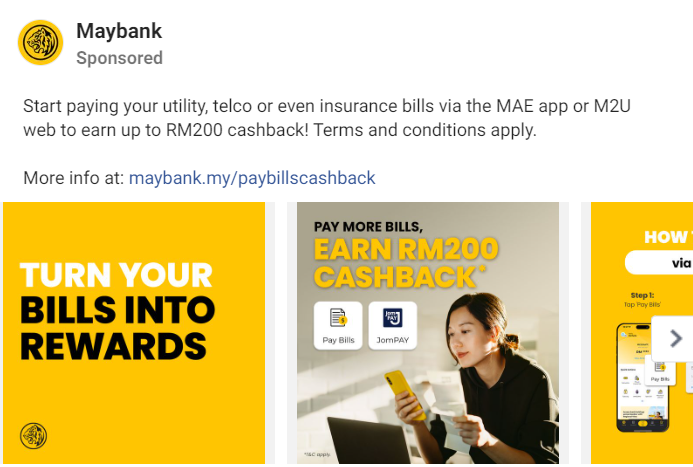 Maybank
Sponsored
Start paying your utility, telco or even insurance bills via the MAE app or M2U
web to earn up to RM200 cashback! Terms and conditions apply.
More info at: maybank.my/paybillscashback
TURN YOUR
BILLS INTO
REWARDS
PAY MORE BILLS,
EARN RM200
CASHBACK*
Pay Bills
JomPAY
*T&C apply.
HOW
via
Step 1:
Tap 'Pay Bills'
Pay Bills